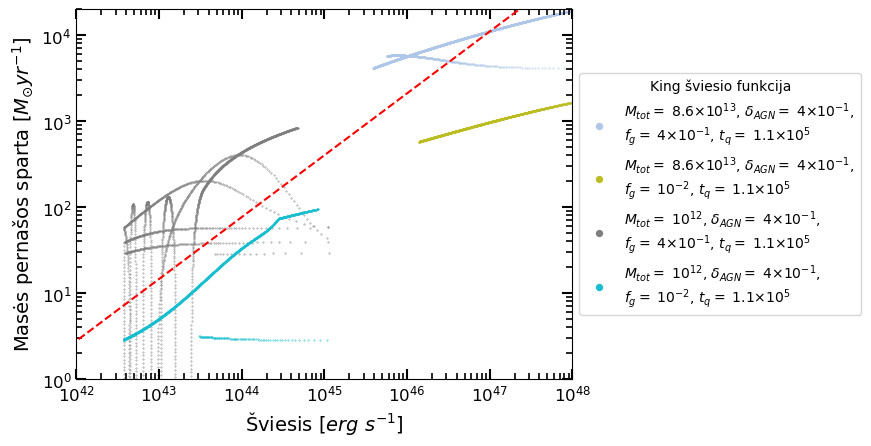 10⁴
10³
10²
10¹
10⁰
Masės pernašos sparta [M⊙yr⁻¹]
10⁴² 10⁴³ 10⁴⁴ 10⁴⁵ 10⁴⁶ 10⁴⁷ 10⁴⁸
Šviesis [erg s⁻¹]
King šviesio funkcija
M_tot = 8.6×10¹³, δ_AGN = 4×10⁻¹,
f_g = 4×10⁻¹, t_q = 1.1×10⁵
M_tot = 8.6×10¹³, δ_AGN = 4×10⁻¹,
f_g = 10⁻², t_q = 1.1×10⁵
M_tot = 10¹², δ_AGN = 4×10⁻¹,
f_g = 4×10⁻¹, t_q = 1.1×10⁵
M_tot = 10¹², δ_AGN = 4×10⁻¹,
f_g = 10⁻², t_q = 1.1×10⁵